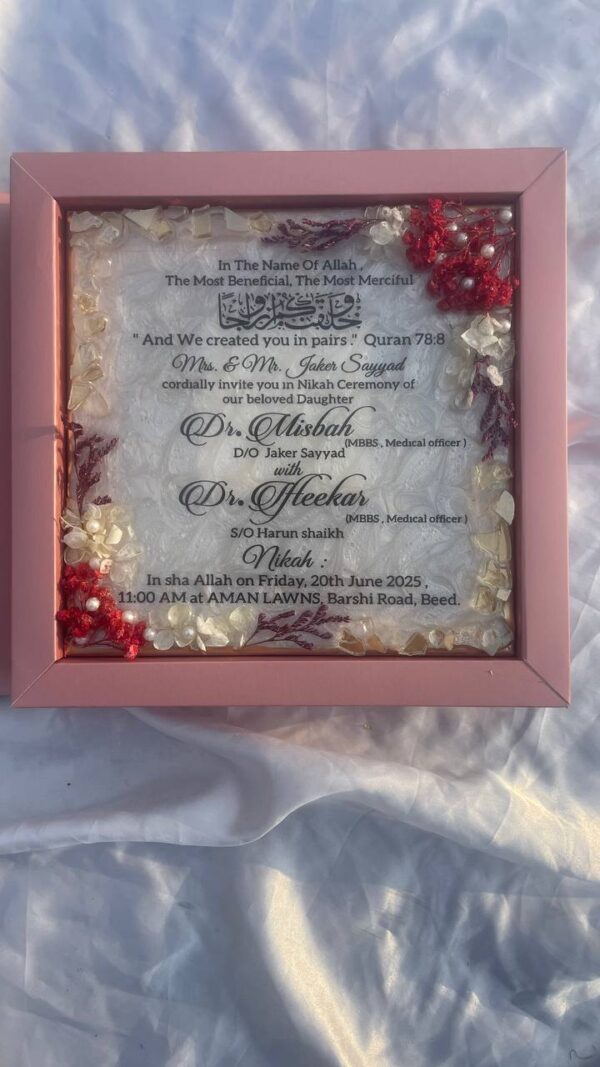 In The Name Of Allah ,
The Most Beneficial, The Most Merciful
وخلقناكم ازواجا
" And We created you in pairs ." Quran 78:8
Mrs. & Mr. Jaker Sayyad
cordially invite you in Nikah Ceremony of
our beloved Daughter
Dr. Misbah
(MBBS , Medical officer )
D/O Jaker Sayyad
with
Dr. Heekar
(MBBS , Medical officer )
S/O Harun shaikh
Nikah :
In sha Allah on Friday, 20th June 2025 ,
11:00 AM at AMAN LAWNS, Barshi Road, Beed.